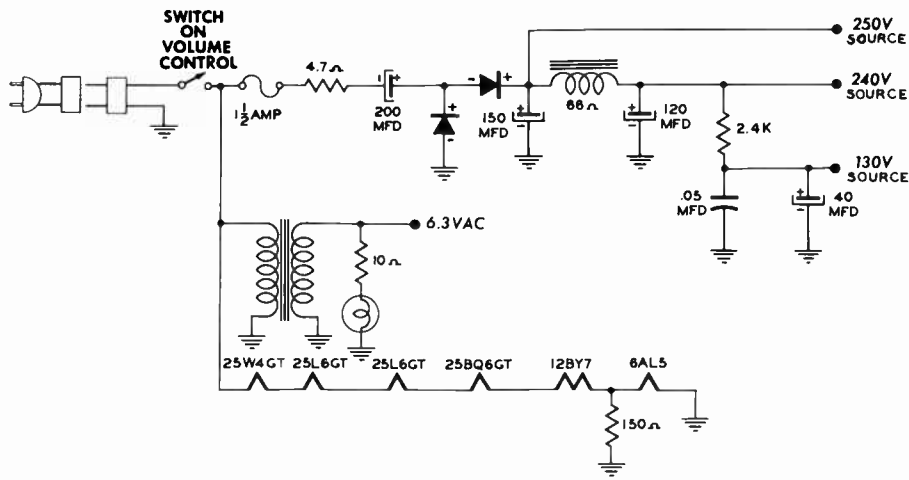 SWITCH
ON
VOLUME
CONTROL
1½ AMP
4.7Ω
200
MFD
150
MFD
66Ω
120
MFD
2.4K
.05
MFD
40
MFD
250V
SOURCE
240V
SOURCE
130V
SOURCE
6.3VAC
10Ω
25W4GT
25L6GT
25L6GT
25BQ6GT
12BY7
6AL5
150Ω